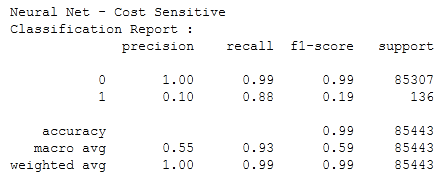 Neural Net - Cost Sensitive
Classification Report :
precision recall f1-score support
0 1.00 0.99 0.99 85307
1 0.10 0.88 0.19 136
accuracy 0.99 85443
macro avg 0.55 0.93 0.59 85443
weighted avg 1.00 0.99 0.99 85443